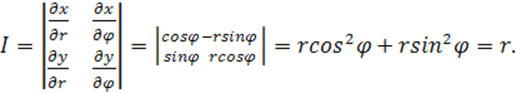 I = |∂x/∂r ∂x/∂φ; ∂y/∂r ∂y/∂φ| = |cosφ −rsinφ; sinφ rcosφ| = rcos²φ + rsin²φ = r.